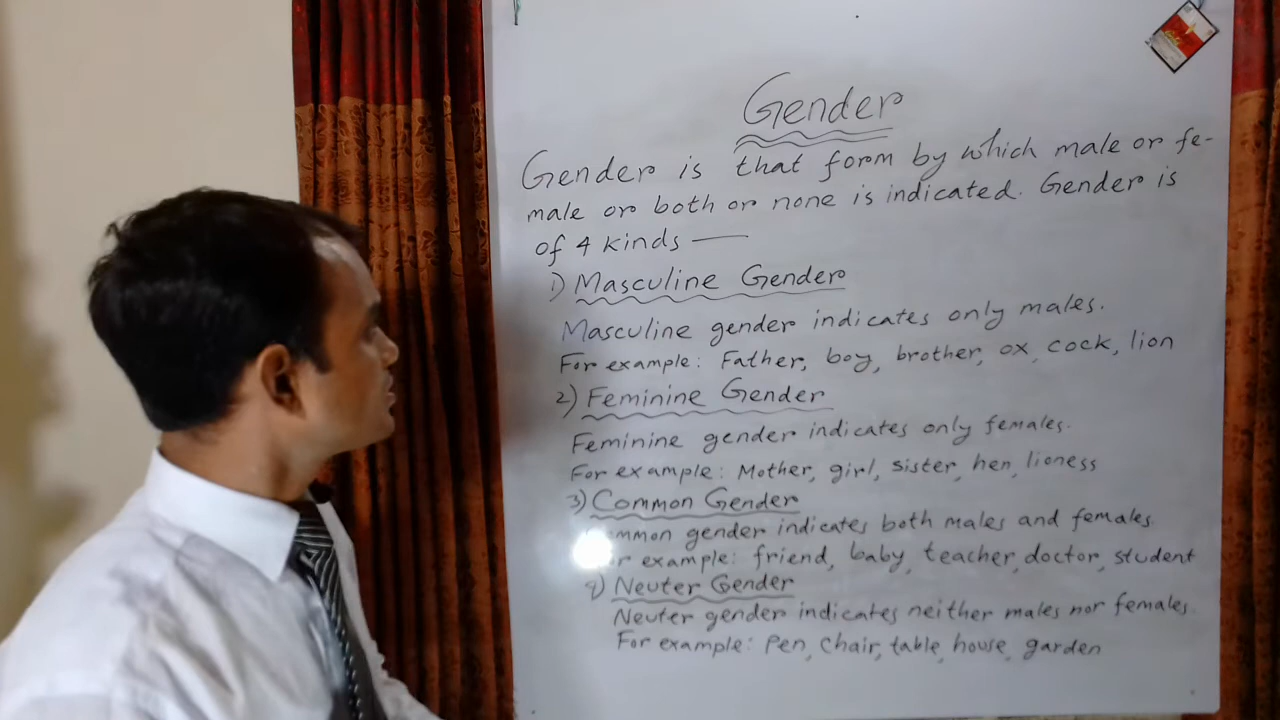 Gender
Gender is that form by which male or fe-
male or both or none is indicated. Gender is
of 4 kinds —
1) Masculine Gender
Masculine gender indicates only males.
For example: Father, boy, brother, ox, cock, lion
2) Feminine Gender
Feminine gender indicates only females.
For example: Mother, girl, sister, hen, lioness
3) Common Gender
mmon gender indicates both males and females.
r example: friend, baby, teacher, doctor, student
4) Neuter Gender
Neuter gender indicates neither males nor females
For example: Pen, chair, table, house, garden